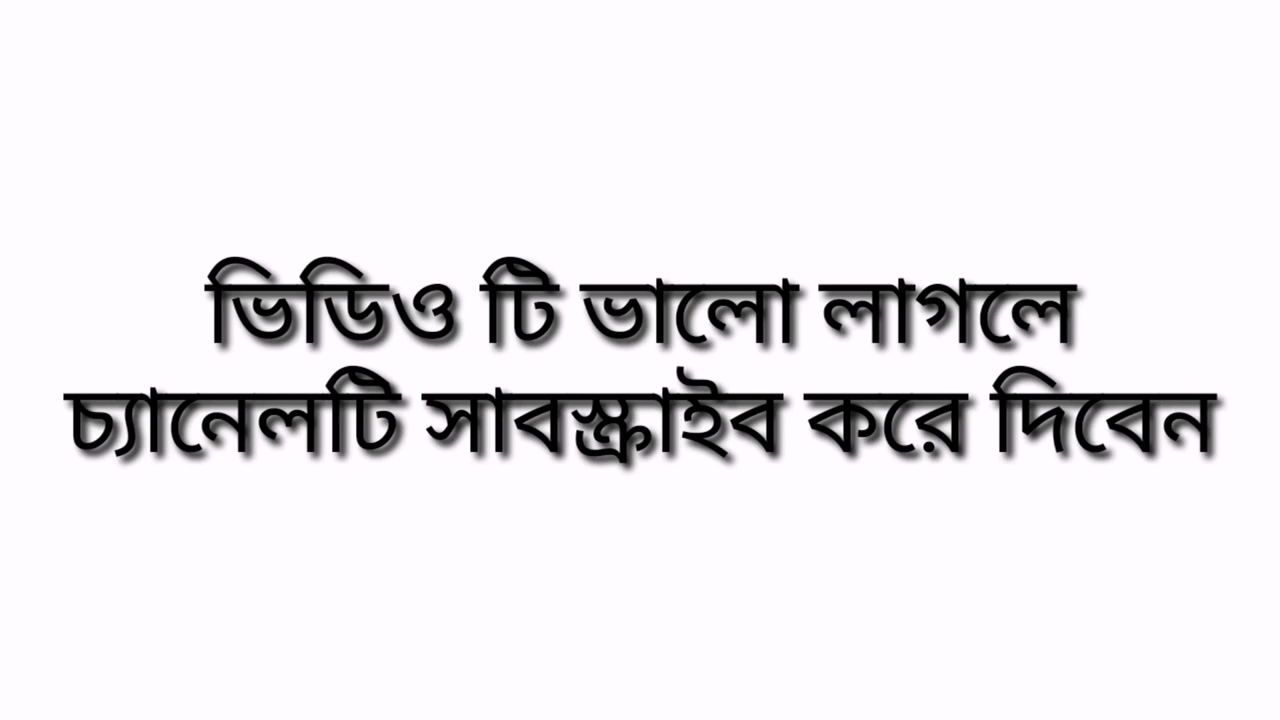 ভিডিও টি ভালো লাগলে
চ্যানেলটি সাবস্ক্রাইব করে দিবেন